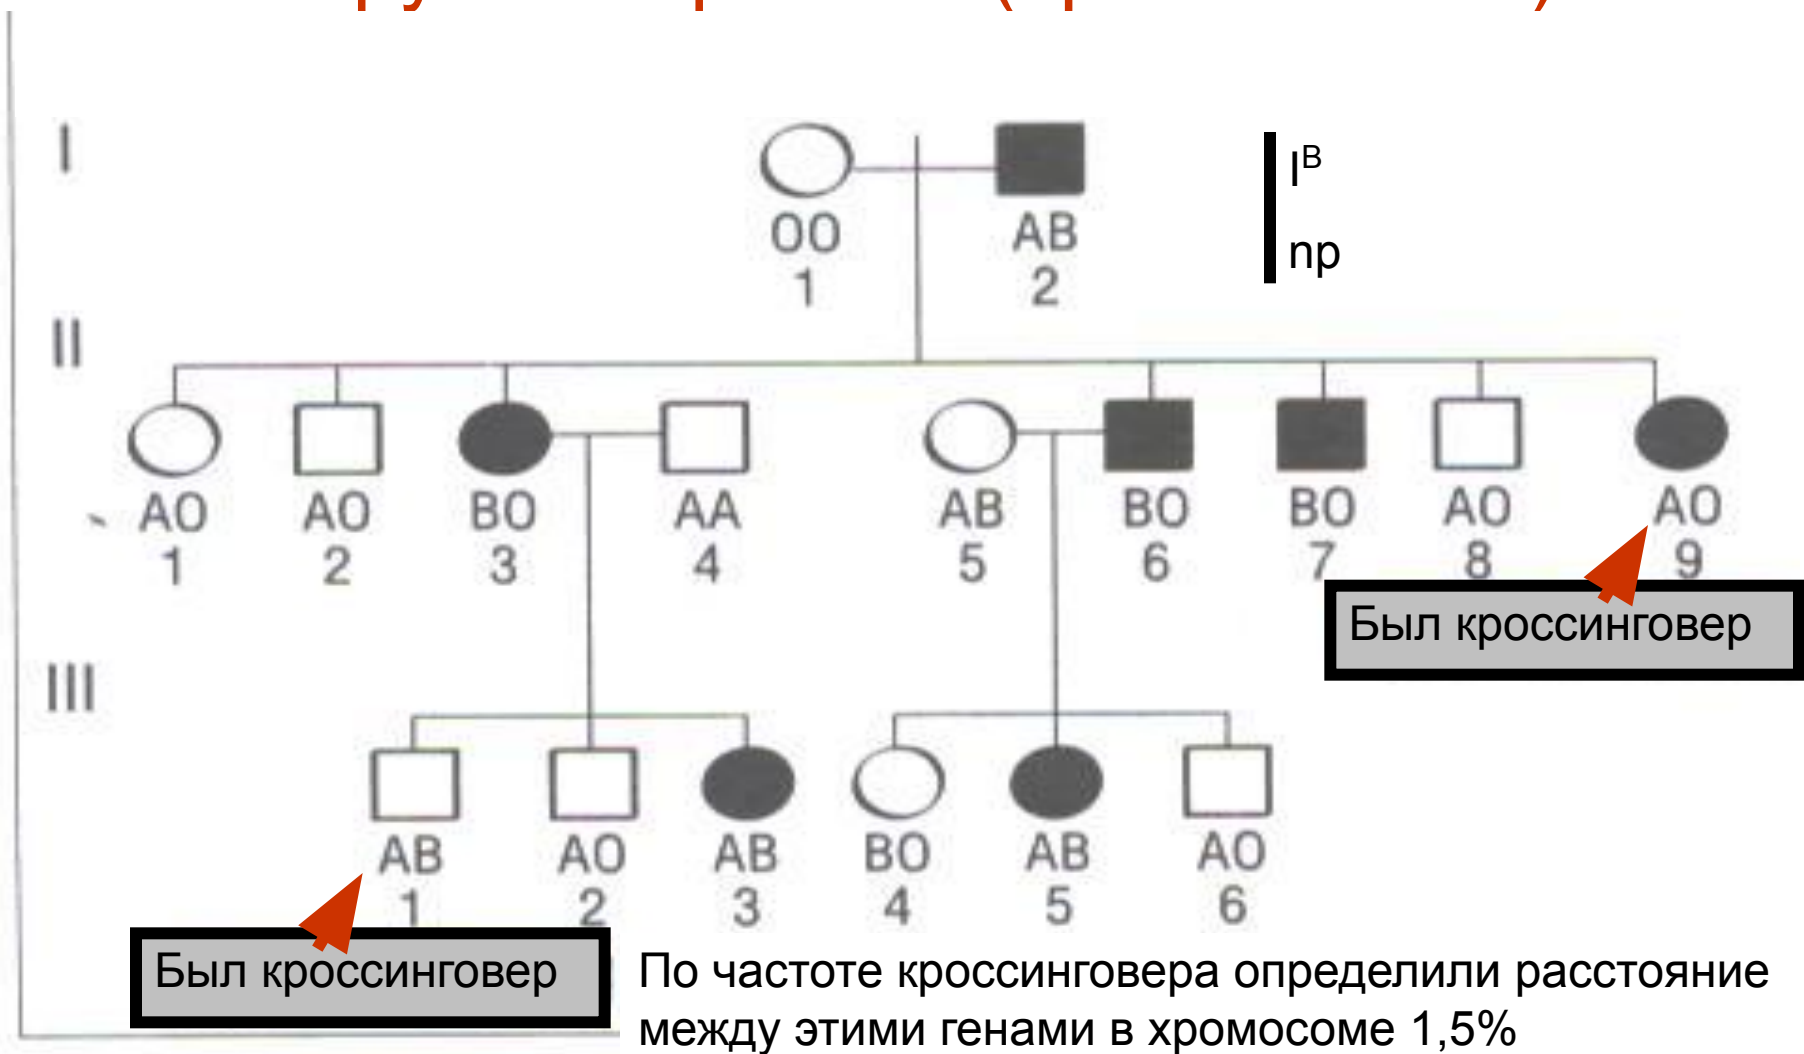 I
I^B
OO
AB
np
1
2
II
AO
AO
BO
AA
AB
BO
BO
AO
AO
1
2
3
4
5
6
7
8
9
Был кроссинговер
III
AB
AO
AB
BO
AB
AO
1
2
3
4
5
6
Был кроссинговер
По частоте кроссинговера определили расстояние
между этими генами в хромосоме 1,5%